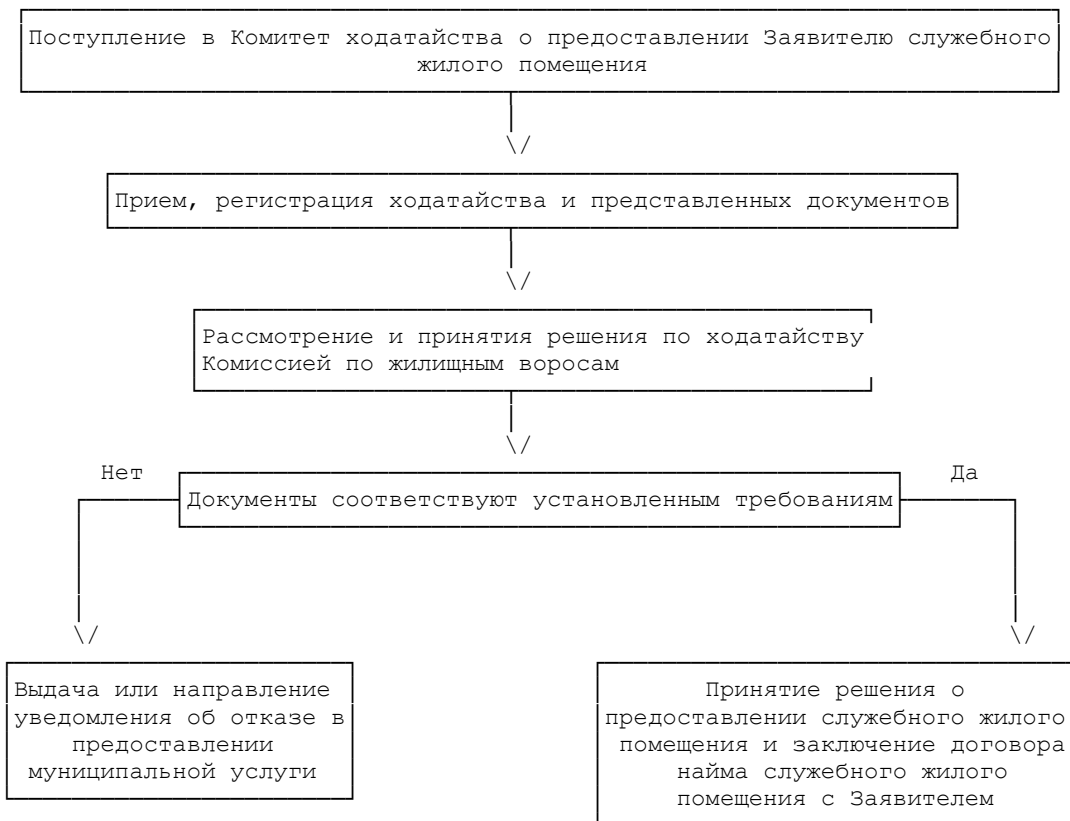 Поступление в Комитет ходатайства о предоставлении Заявителю служебного
жилого помещения
\/
Прием, регистрация ходатайства и представленных документов
\/
Рассмотрение и принятия решения по ходатайству
Комиссией по жилищным воросам
\/
Нет
Да
Документы соответствуют установленным требованиям
\/
\/
Выдача или направление
уведомления об отказе в
предоставлении
муниципальной услуги
Принятие решения о
предоставлении служебного жилого
помещения и заключение договора
найма служебного жилого
помещения с Заявителем